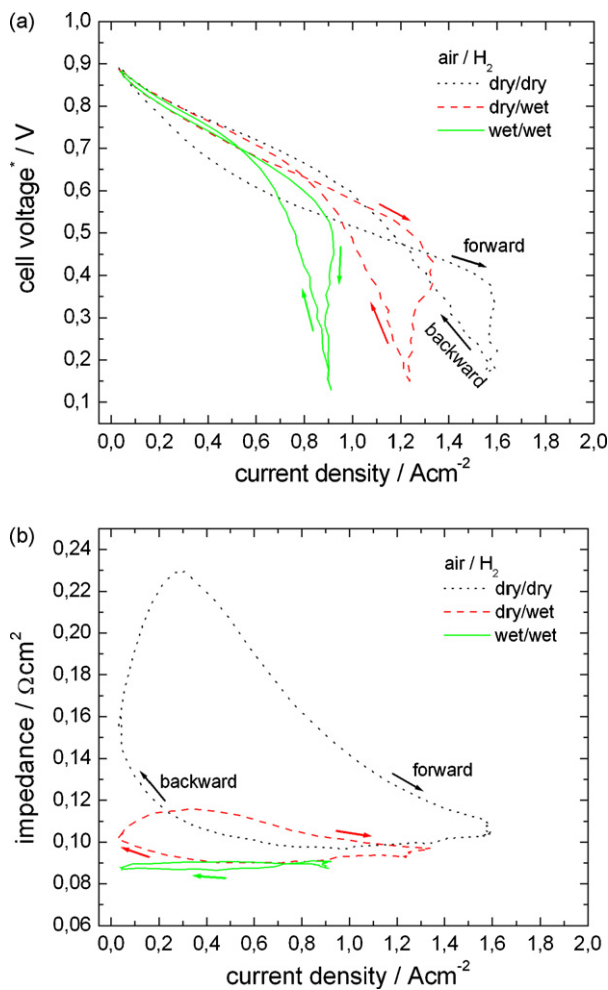 (a)
air / H₂
dry/dry
dry/wet
wet/wet
1,0
0,9
0,8
0,7
0,6
0,5
0,4
0,3
0,2
0,1
cell voltage* / V
forward
backward
0,0 0,2 0,4 0,6 0,8 1,0 1,2 1,4 1,6 1,8 2,0
current density / Acm⁻²
(b)
air / H₂
dry/dry
dry/wet
wet/wet
0,24
0,22
0,20
0,18
0,16
0,14
0,12
0,10
0,08
0,06
impedance / Ωcm²
backward
forward
0,0 0,2 0,4 0,6 0,8 1,0 1,2 1,4 1,6 1,8 2,0
current density / Acm⁻²